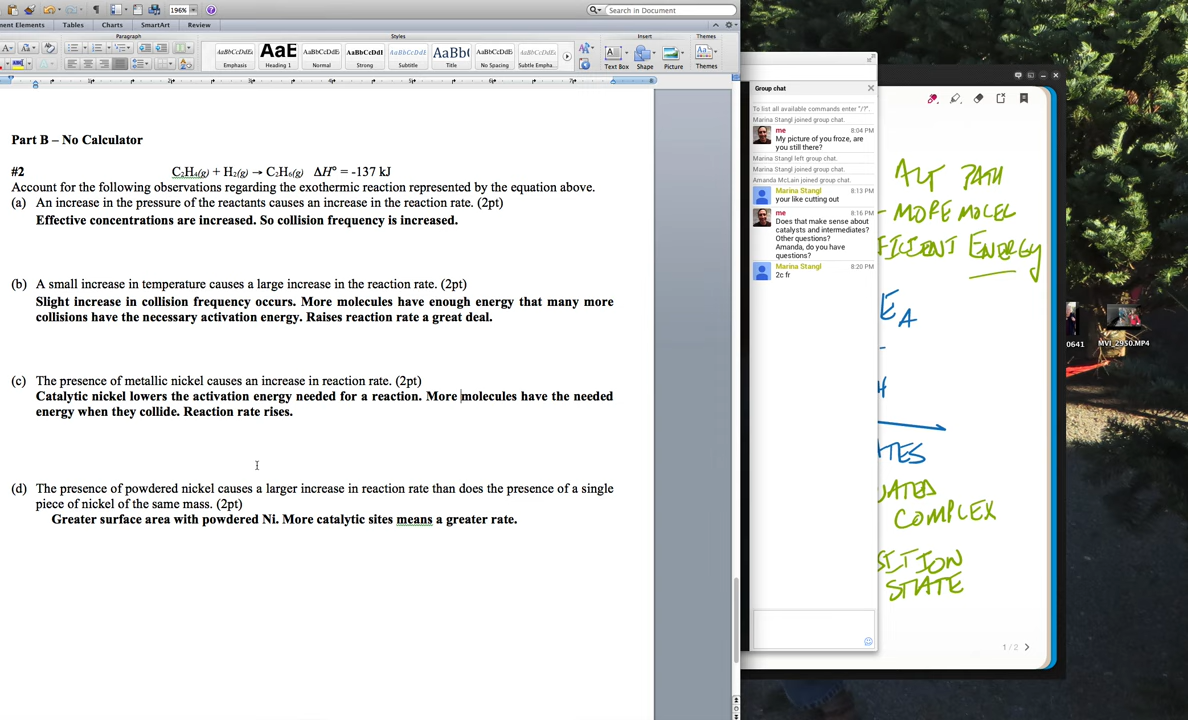 196%
Search in Document
ment Elements Tables Charts SmartArt Review
Paragraph Styles Insert Themes
AaBbCcDdE AaE AaBbCcDdE AaBbCcDdI AaBbCcDdI AaBb( AaBbCcDdE AaBbCcDdE
Emphasis Heading 1 Normal Strong Subtitle Title No Spacing Subtle Empha...
Text Box Shape Picture Themes
Part B – No Calculator
#2 C₂H₄(g) + H₂(g) → C₂H₆(g) ΔH° = -137 kJ
Account for the following observations regarding the exothermic reaction represented by the equation above.
(a) An increase in the pressure of the reactants causes an increase in the reaction rate. (2pt)
Effective concentrations are increased. So collision frequency is increased.
(b) A small increase in temperature causes a large increase in the reaction rate. (2pt)
Slight increase in collision frequency occurs. More molecules have enough energy that many more
collisions have the necessary activation energy. Raises reaction rate a great deal.
(c) The presence of metallic nickel causes an increase in reaction rate. (2pt)
Catalytic nickel lowers the activation energy needed for a reaction. More molecules have the needed
energy when they collide. Reaction rate rises.
(d) The presence of powdered nickel causes a larger increase in reaction rate than does the presence of a single
piece of nickel of the same mass. (2pt)
Greater surface area with powdered Ni. More catalytic sites means a greater rate.
Group chat
To list all available commands enter "/?".
Marina Stangl joined group chat.
me 8:04 PM
My picture of you froze, are
you still there?
Marina Stangl left group chat.
Marina Stangl joined group chat.
Amanda McLain joined group chat.
Marina Stangl 8:13 PM
your like cutting out
me 8:16 PM
Does that make sense about
catalysts and intermediates?
Other questions?
Amanda, do you have
questions?
Marina Stangl 8:20 PM
2c fr
ALT PATH
- MORE MOLEC
FICIENT ENERGY
EA
H
ATES
VATED
COMPLEX
SITION
STATE
1 / 2
0641
MVI_2950.MP4